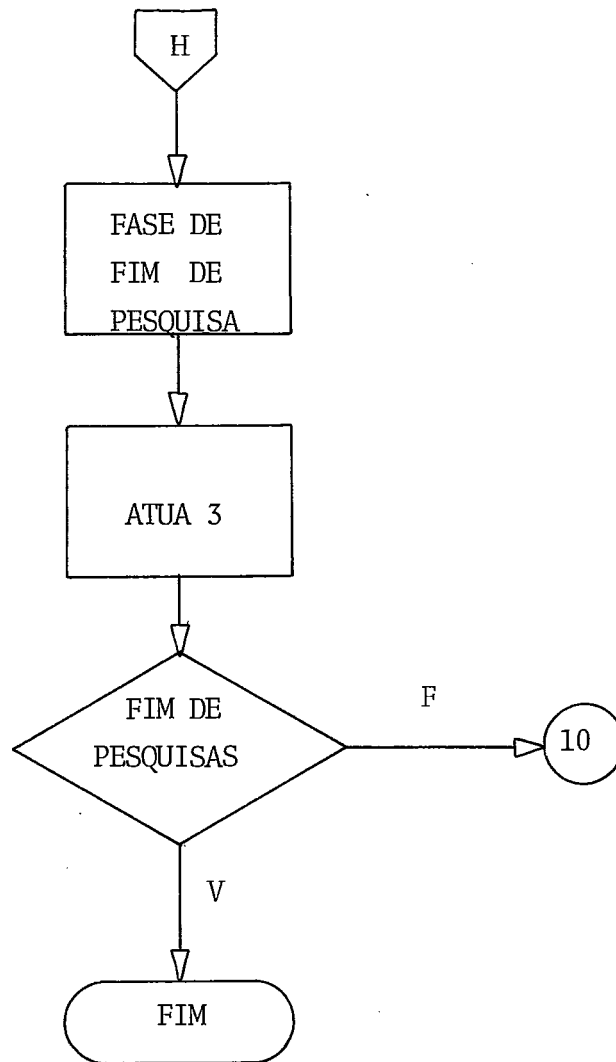 H
FASE DE
FIM DE
PESQUISA
ATUA 3
FIM DE
PESQUISAS
F
10
V
FIM